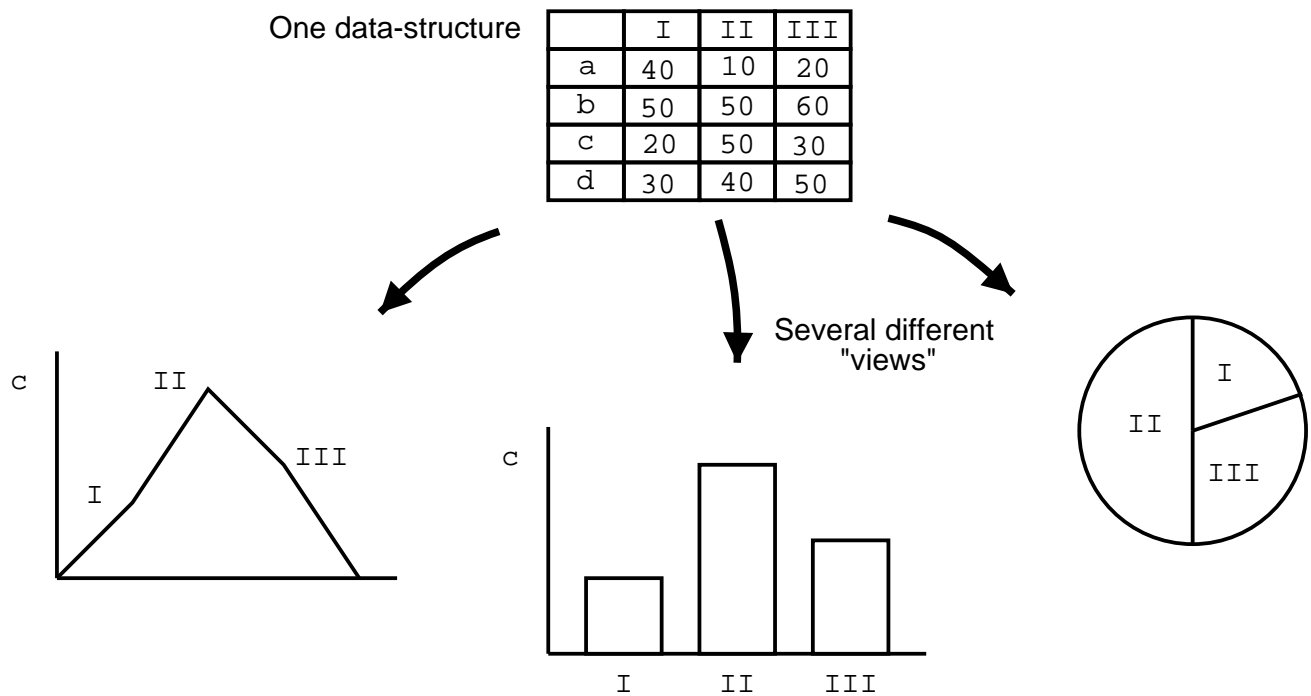 One data-structure
I II III
a 40 10 20
b 50 50 60
c 20 50 30
d 30 40 50
Several different
"views"
c
II
III
I
c
I II III
I
II
III